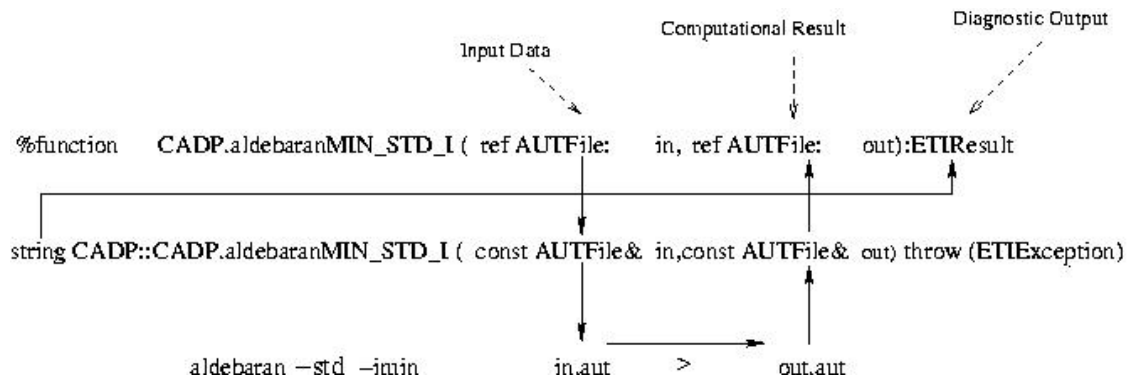 Diagnostic Output
Computational Result
Input Data
%function CADP.aldebaranMIN_STD_I ( ref AUTFile: in, ref AUTFile: out):ETIResult
string CADP::CADP.aldebaranMIN_STD_I ( const AUTFile& in,const AUTFile& out) throw (ETIException)
aldebaran -std -imin in.aut > out.aut